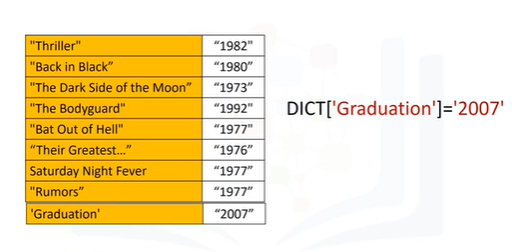 "Thriller" "1982"
"Back in Black” “1980”
"The Dark Side of the Moon” “1973”
"The Bodyguard" “1992”
"Bat Out of Hell" “1977”
“Their Greatest...” “1976”
Saturday Night Fever “1977”
"Rumors” “1977”
'Graduation' “2007”
DICT['Graduation']='2007'